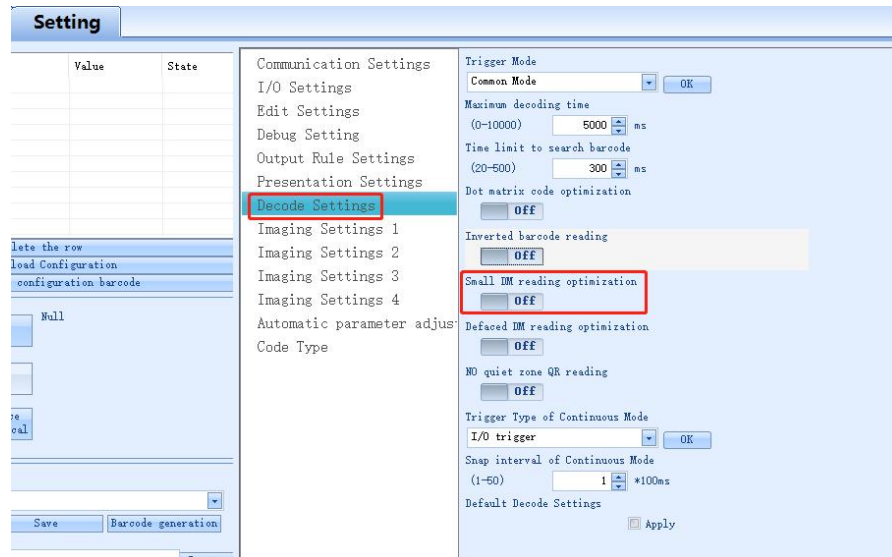 Setting
Value State
lete the row
load Configuration
configuration barcode
Null
Save Barcode generation
Communication Settings
I/O Settings
Edit Settings
Debug Setting
Output Rule Settings
Presentation Settings
Decode Settings
Imaging Settings 1
Imaging Settings 2
Imaging Settings 3
Imaging Settings 4
Automatic parameter adjus
Code Type
Trigger Mode
Common Mode OK
Maximum decoding time
(0-10000) 5000 ms
Time limit to search barcode
(20-500) 300 ms
Dot matrix code optimization
Off
Inverted barcode reading
Off
Small DM reading optimization
Off
Defaced DM reading optimization
Off
NO quiet zone QR reading
Off
Trigger Type of Continuous Mode
I/O trigger OK
Snap interval of Continuous Mode
(1-50) 1 *100ms
Default Decode Settings
Apply